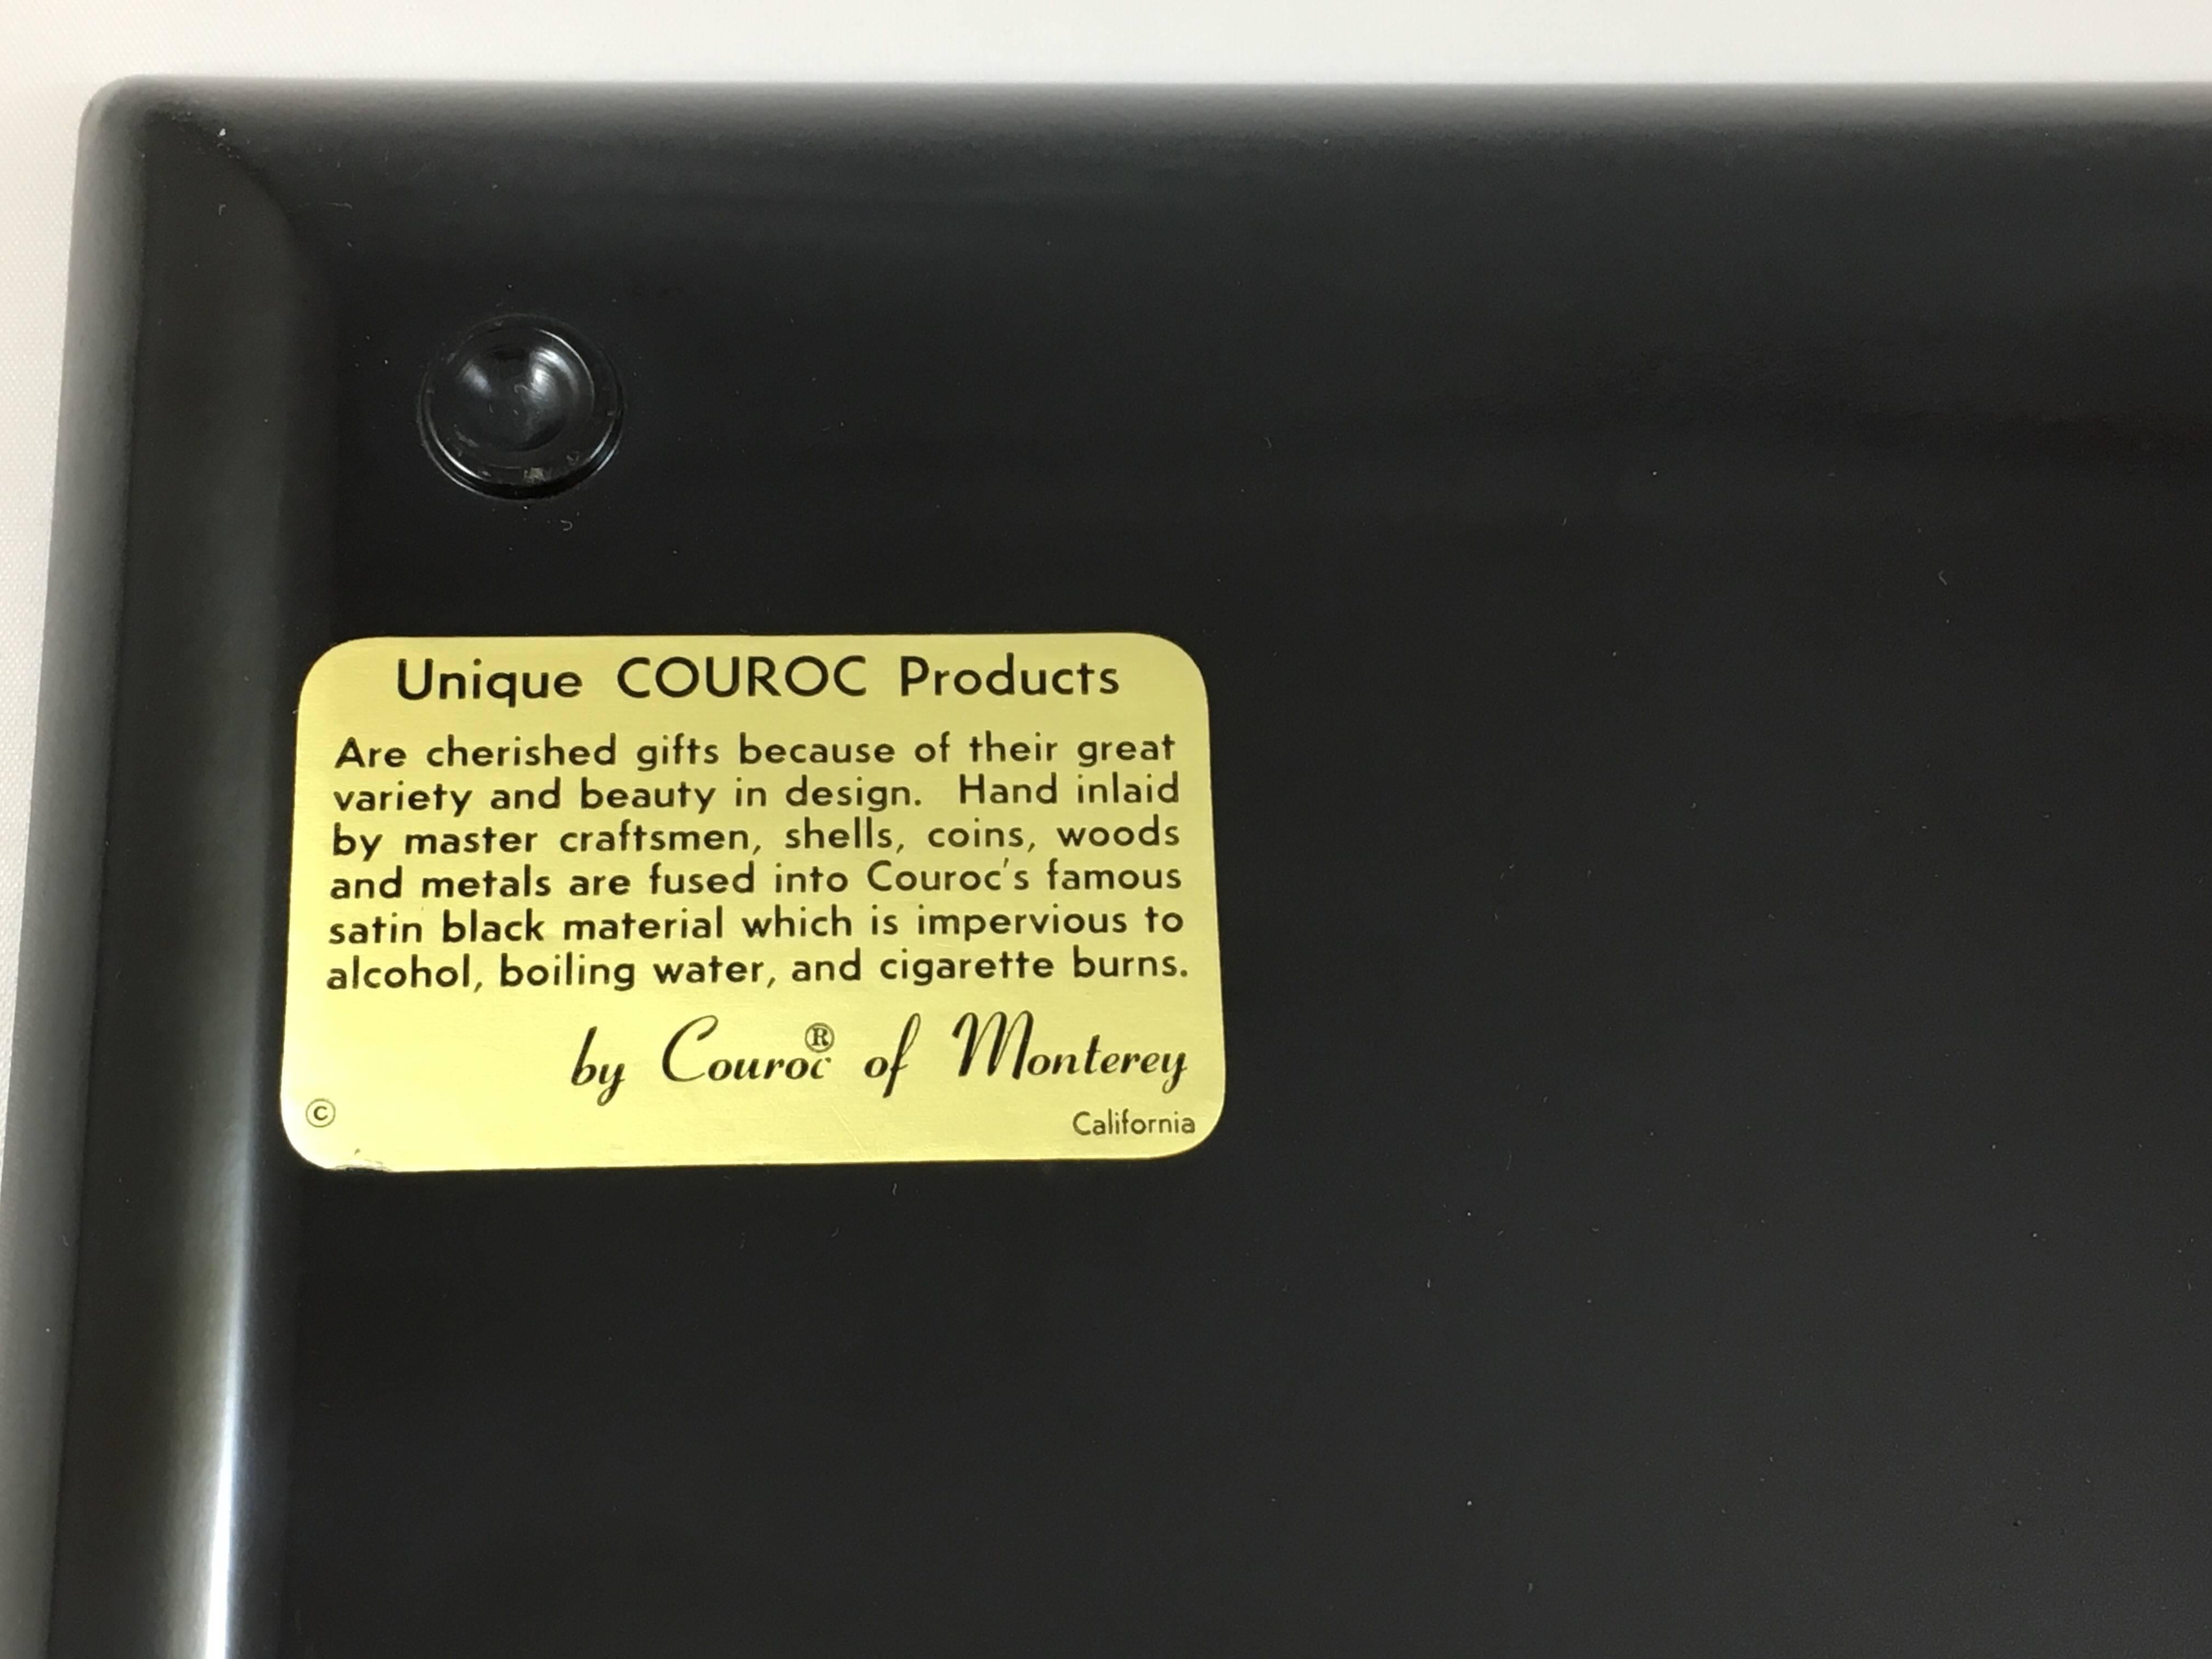 Unique COUROC Products
Are cherished gifts because of their great
variety and beauty in design. Hand inlaid
by master craftsmen, shells, coins, woods
and metals are fused into Couroc's famous
satin black material which is impervious to
alcohol, boiling water, and cigarette burns.
by Couroc® of Monterey
© California